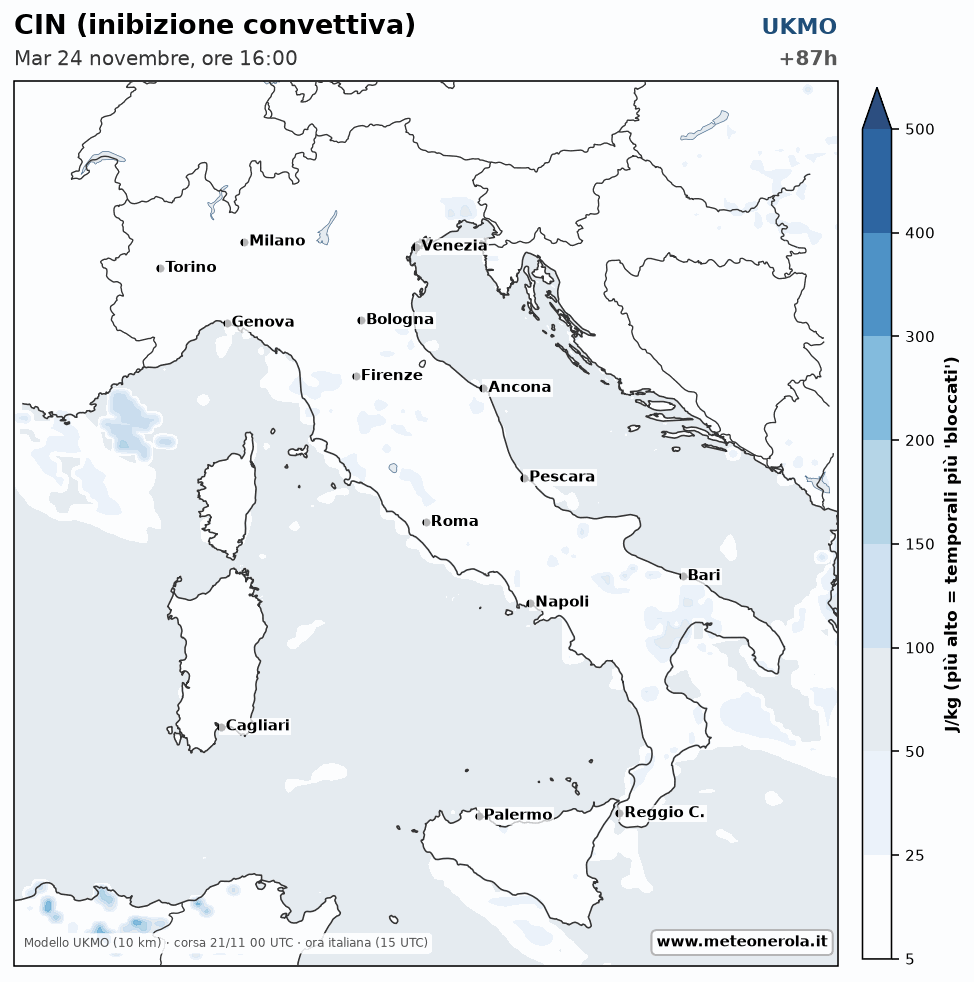 CIN (inibizione convettiva)
UKMO
Mar 24 novembre, ore 16:00
+87h
Milano
Venezia
Torino
Genova
Bologna
Firenze
Ancona
Pescara
Roma
Bari
Napoli
Cagliari
Palermo
Reggio C.
Modello UKMO (10 km) · corsa 21/11 00 UTC · ora italiana (15 UTC)
www.meteonerola.it
500
400
300
200
150
100
50
25
5
J/kg (più alto = temporali più 'bloccati')